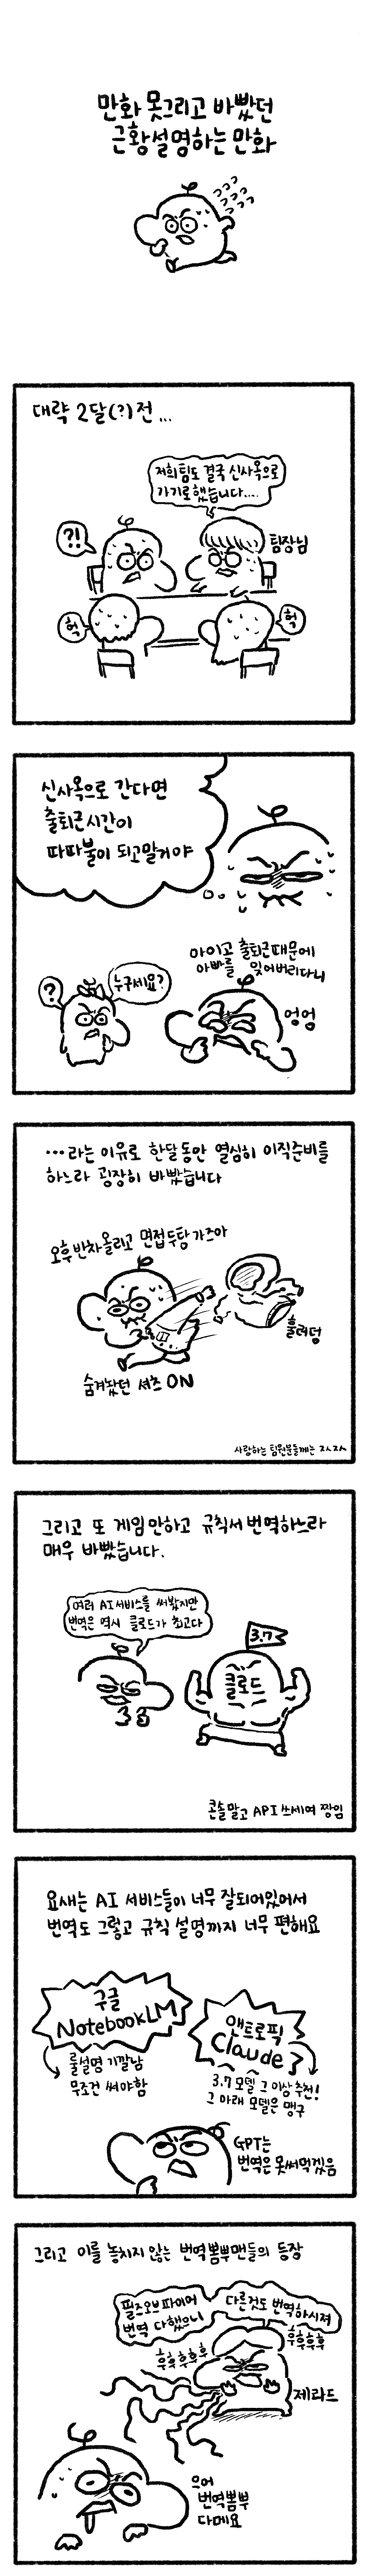 만화 못그리고 바빴던
근황설명하는 만화
대략 2달(?)전...
저희팀도 결국 신사옥으로
가기로했습니다....
?!
팀장님
헉
헉
신사옥으로 간다면
출퇴근시간이
따따불이 되고말거야
마이고 출퇴근때문에
아빠를 잊어버리다니
?
누구세요?
엉엉
...라는 이유로 한달동안 열심히 이직준비를
하느라 굉장히 바빴습니다
오후반차올리고 면접두탕가즈아
훌러덩
숨겨놨던 셔츠 ON
사랑하는 팀원분들께는 ㅈㅅㅈㅅ
그리고 또 게임안하고 규칙서번역하느라
매우 바빴습니다.
여러 AI서비스를 써봤지만
번역은 역시 클로드가 최고다
3.7
클로드
콘솔말고 API쓰세여 짱임
요새는 AI 서비스들이 너무 잘되어있어서
번역도 그렇고 규칙 설명까지 너무 편해요
구글
NotebookLM
룰설명 기깔남
무조건 써야함
앤트로픽
Claude
3.7 모델 그 이상 추천!
그 아래 모델은 맹구
GPT는
번역은못써먹겠음
그리고 이를 놓치지 않는 번역뽐뿌맨들의 등장
필즈오브파이어
번역 다했으니
다른것도 번역하시져
후후후후후
후후후후
제라드
으어
번역뽐뿌
다메요